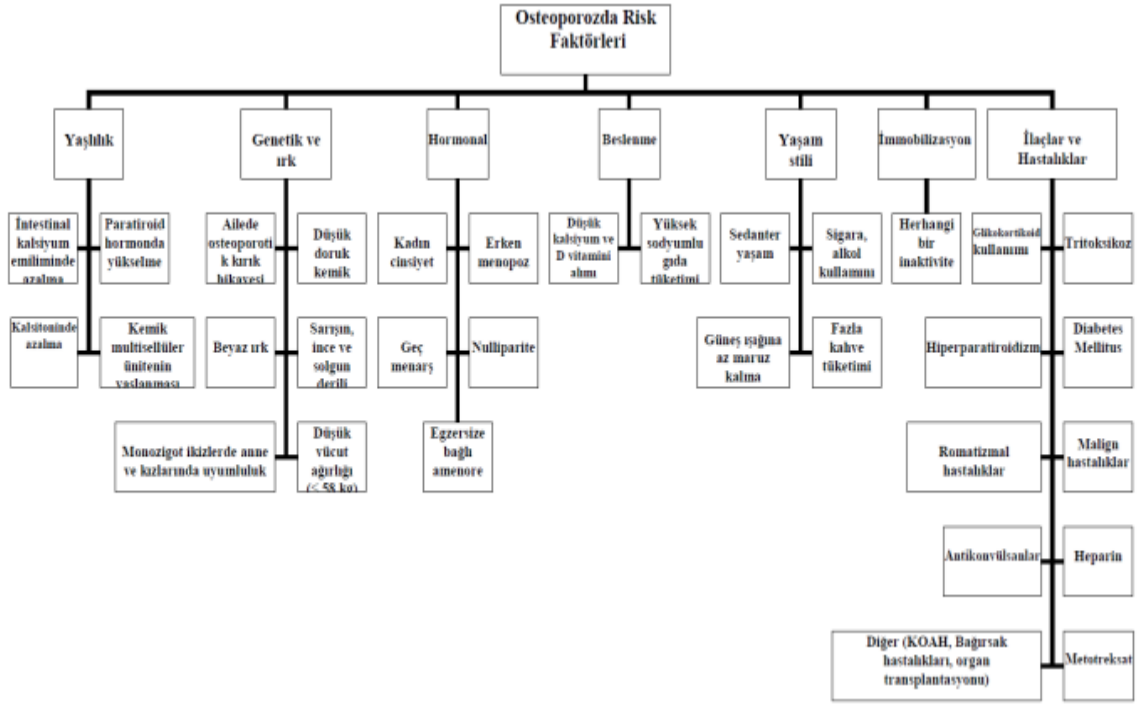 Osteoporozda Risk
Faktörleri
Yaşlılık
Genetik ve
ırk
Hormonal
Beslenme
Yaşam
stili
İmmobilizasyon
İlaçlar ve
Hastalıklar
İntestinal
kalsiyum
emiliminde
azalma
Paratiroid
hormonda
yükselme
Kalsitoninde
azalma
Kemik
multisellüler
ünitenin
yaşlanması
Ailede
osteoporoti
k kırık
hikayesi
Düşük
doruk
kemik
Beyaz ırk
Sarışın,
ince ve
solgun
derili
Monozigot ikizlerde anne
ve kızlarında uyumluluk
Düşük
vücut
ağırlığı
(< 58 kg)
Kadın
cinsiyet
Erken
menopoz
Geç
menarş
Nulliparite
Egzersize
bağlı
amenore
Düşük
kalsiyum ve
D vitamini
alımı
Yüksek
sodyumlu
gıda
tüketimi
Sedanter
yaşam
Sigara,
alkol
kullanımı
Güneş ışığına
az maruz
kalma
Fazla
kahve
tüketimi
Herhangi
bir
inaktivite
Glikokortikoid
kullanımı
Tritoksikoz
Hiperparatiroidizm
Diabetes
Mellitus
Romatizmal
hastalıklar
Malign
hastalıklar
Antikonvülsanlar
Heparin
Diğer (KOAH, Bağırsak
hastalıkları, organ
transplantasyonu)
Metotreksat